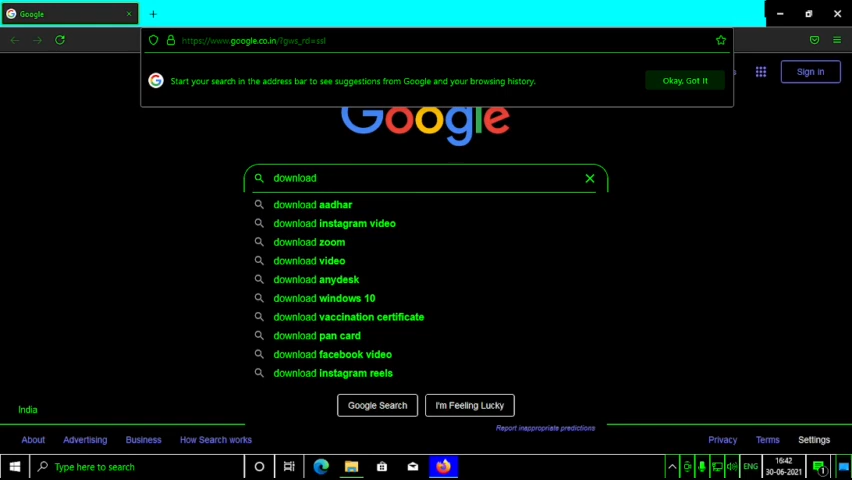 Google
https://www.google.co.in/?gws_rd=ssl
Start your search in the address bar to see suggestions from Google and your browsing history.
Okay, Got It
Sign in
Google
download
download aadhar
download instagram video
download zoom
download video
download anydesk
download windows 10
download vaccination certificate
download pan card
download facebook video
download instagram reels
Google Search
I'm Feeling Lucky
India
Report inappropriate predictions
About
Advertising
Business
How Search works
Privacy
Terms
Settings
Type here to search
ENG
16:42
30-06-2021
1